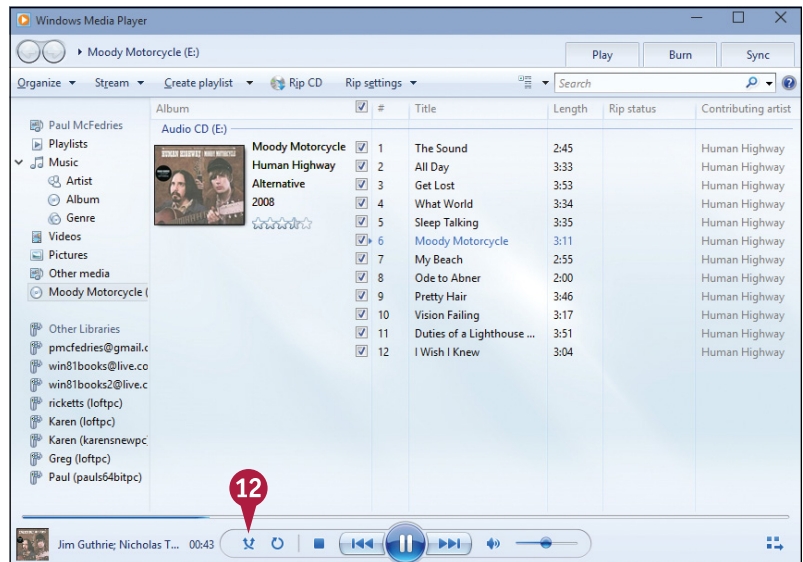 Windows Media Player
Moody Motorcycle (E:)
Play Burn Sync
Organize Stream Create playlist Rip CD Rip settings Search
Album # Title Length Rip status Contributing artist
Paul McFedries
Playlists
Music
Artist
Album
Genre
Videos
Pictures
Other media
Moody Motorcycle (
Other Libraries
pmcfedries@gmail.c
win81books@live.co
win81books2@live.c
ricketts (loftpc)
Karen (loftpc)
Karen (karensnewpc
Greg (loftpc)
Paul (pauls64bitpc)
Audio CD (E:)
Moody Motorcycle
Human Highway
Alternative
2008
1 The Sound 2:45 Human Highway
2 All Day 3:33 Human Highway
3 Get Lost 3:53 Human Highway
4 What World 3:34 Human Highway
5 Sleep Talking 3:35 Human Highway
6 Moody Motorcycle 3:11 Human Highway
7 My Beach 2:55 Human Highway
8 Ode to Abner 2:00 Human Highway
9 Pretty Hair 3:46 Human Highway
10 Vision Failing 3:17 Human Highway
11 Duties of a Lighthouse ... 3:51 Human Highway
12 I Wish I Knew 3:04 Human Highway
12
Jim Guthrie; Nicholas T... 00:43